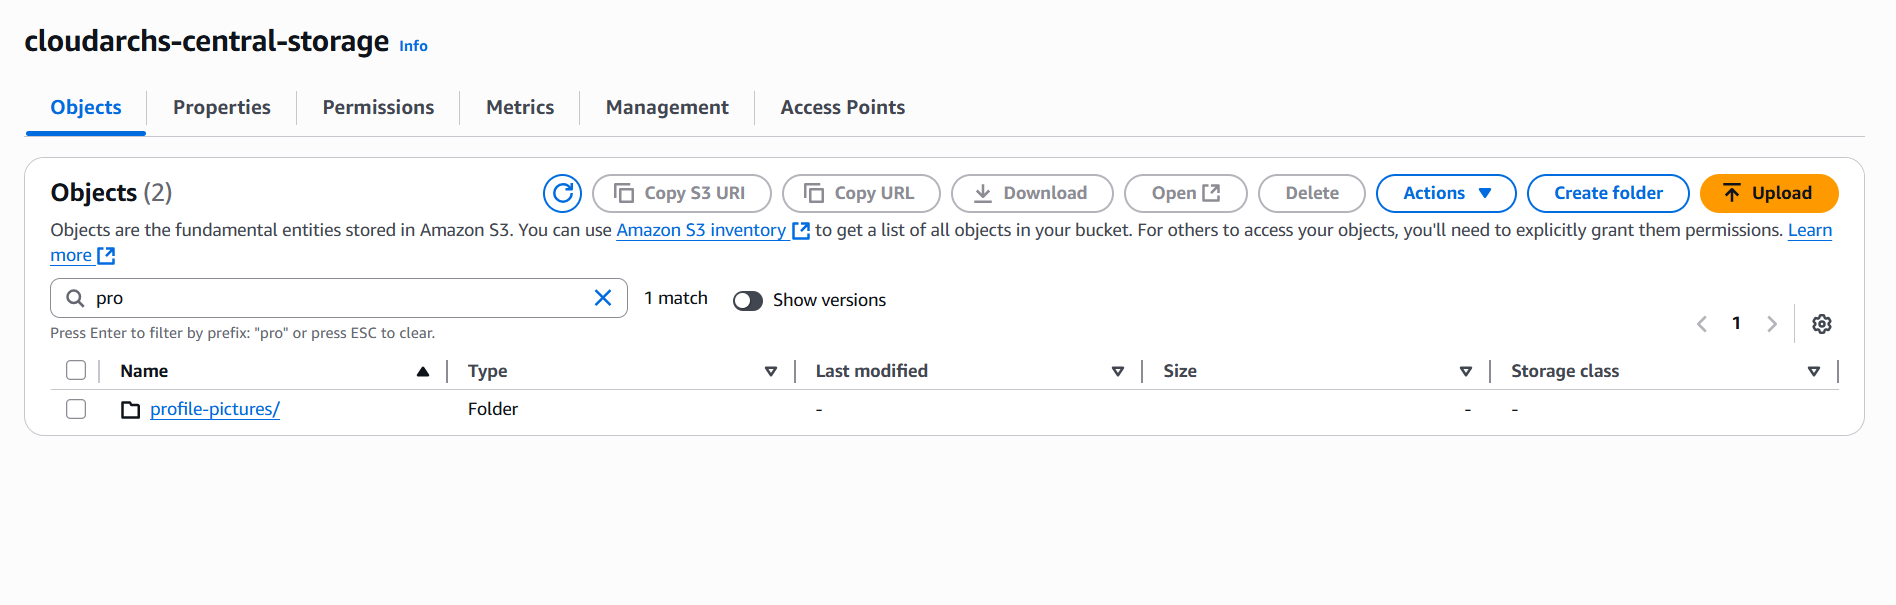 cloudarchs-central-storage Info
Objects Properties Permissions Metrics Management Access Points
Objects (2) Copy S3 URI Copy URL Download Open Delete Actions Create folder Upload
Objects are the fundamental entities stored in Amazon S3. You can use Amazon S3 inventory to get a list of all objects in your bucket. For others to access your objects, you'll need to explicitly grant them permissions. Learn
more
pro 1 match Show versions
Press Enter to filter by prefix: "pro" or press ESC to clear. 1
Name Type Last modified Size Storage class
profile-pictures/ Folder - - -